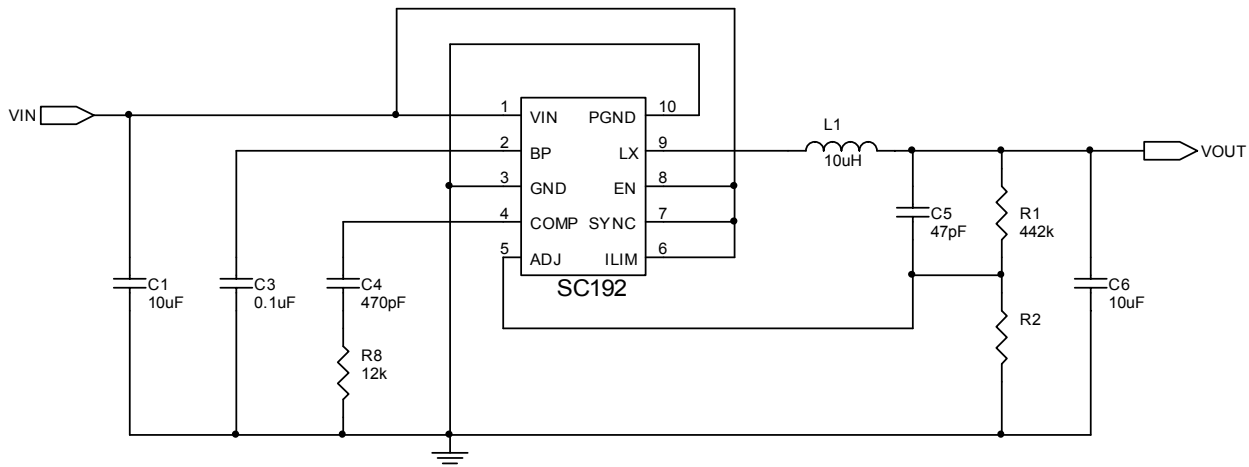 VIN
1
2
3
4
5
VIN
BP
GND
COMP
ADJ
PGND
LX
EN
SYNC
ILIM
10
9
8
7
6
SC192
L1
10uH
VOUT
C5
47pF
R1
442k
C1
10uF
C3
0.1uF
C4
470pF
R8
12k
R2
C6
10uF